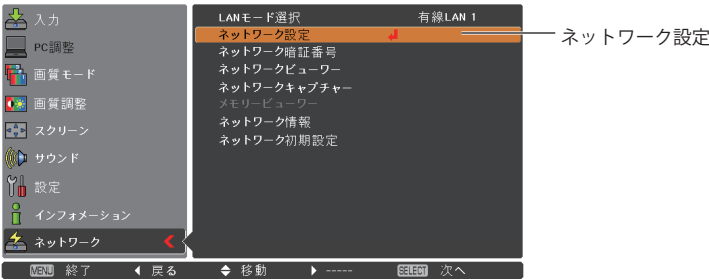 入力
PC調整
画質モード
画質調整
スクリーン
サウンド
設定
インフォメーション
ネットワーク
LANモード選択 有線LAN 1
ネットワーク設定
ネットワーク暗証番号
ネットワークビューワー
ネットワークキャプチャー
メモリービューワー
ネットワーク情報
ネットワーク初期設定
ネットワーク設定
MENU 終了 戻る 移動 ----- SELECT 次へ